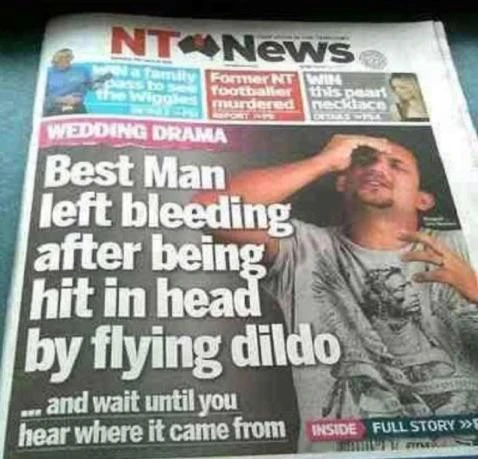 NT News
WIN a family
pass to see
the Wiggles
Former NT
footballer
murdered
REPORT
WIN
this pearl
necklace
DETAILS
WEDDING DRAMA
Best Man
left bleeding
after being
hit in head
by flying dildo
... and wait until you
hear where it came from
INSIDE FULL STORY >>